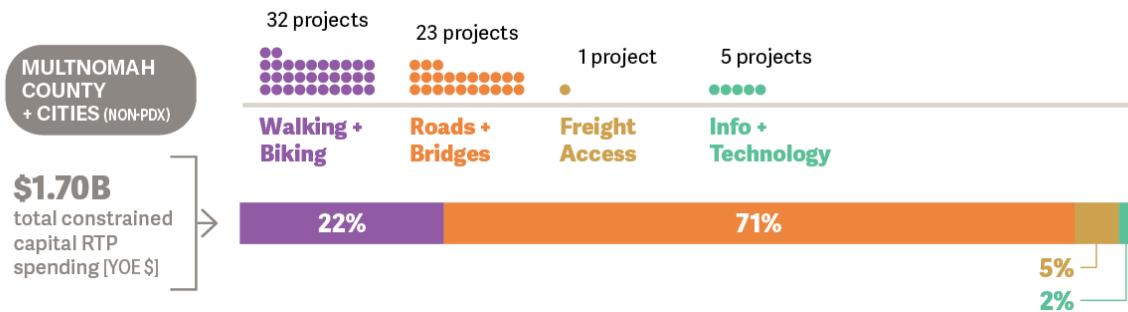 32 projects
23 projects
1 project
5 projects
MULTNOMAH
COUNTY
+ CITIES (NON-PDX)
Walking +
Biking
Roads +
Bridges
Freight
Access
Info +
Technology
$1.70B
total constrained
capital RTP
spending [YOE $]
22%
71%
5%
2%